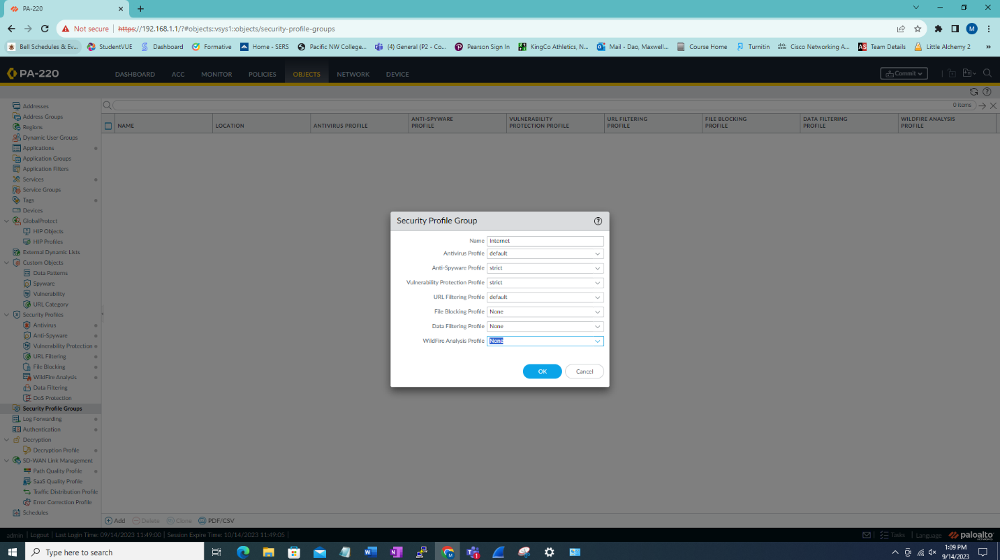 PA-220
Not secure | https://192.168.1.1/?#objects::vsys1::objects/security-profile-groups
M
Bell Schedules & Ev... StudentVUE Dashboard Formative Home - SERS Pacific NW College... (4) General (P2 - Co... Pearson Sign In KingCo Athletics, N... Mail - Dao, Maxwell... Course Home Turnitin Cisco Networking A... AS Team Details Little Alchemy 2 »
PA-220 DASHBOARD ACC MONITOR POLICIES OBJECTS NETWORK DEVICE Commit
0 items
NAME LOCATION ANTIVIRUS PROFILE ANTI-SPYWARE PROFILE VULNERABILITY PROTECTION PROFILE URL FILTERING PROFILE FILE BLOCKING PROFILE DATA FILTERING PROFILE WILDFIRE ANALYSIS PROFILE
Addresses
Address Groups
Regions
Dynamic User Groups
Applications
Application Groups
Application Filters
Services
Service Groups
Tags
Devices
GlobalProtect
HIP Objects
HIP Profiles
External Dynamic Lists
Custom Objects
Data Patterns
Spyware
Vulnerability
URL Category
Security Profiles
Antivirus
Anti-Spyware
Vulnerability Protection
URL Filtering
File Blocking
WildFire Analysis
Data Filtering
DoS Protection
Security Profile Groups
Log Forwarding
Authentication
Decryption
Decryption Profile
SD-WAN Link Management
Path Quality Profile
SaaS Quality Profile
Traffic Distribution Profile
Error Correction Profile
Schedules
Security Profile Group
Name Internet
Antivirus Profile default
Anti-Spyware Profile strict
Vulnerability Protection Profile strict
URL Filtering Profile default
File Blocking Profile None
Data Filtering Profile None
WildFire Analysis Profile None
OK Cancel
Add Delete Clone PDF/CSV
admin | Logout | Last Login Time: 09/14/2023 11:49:00 | Session Expire Time: 10/14/2023 11:49:05 |
Tasks | Language paloalto NETWORKS
Type here to search
1:09 PM
9/14/2023